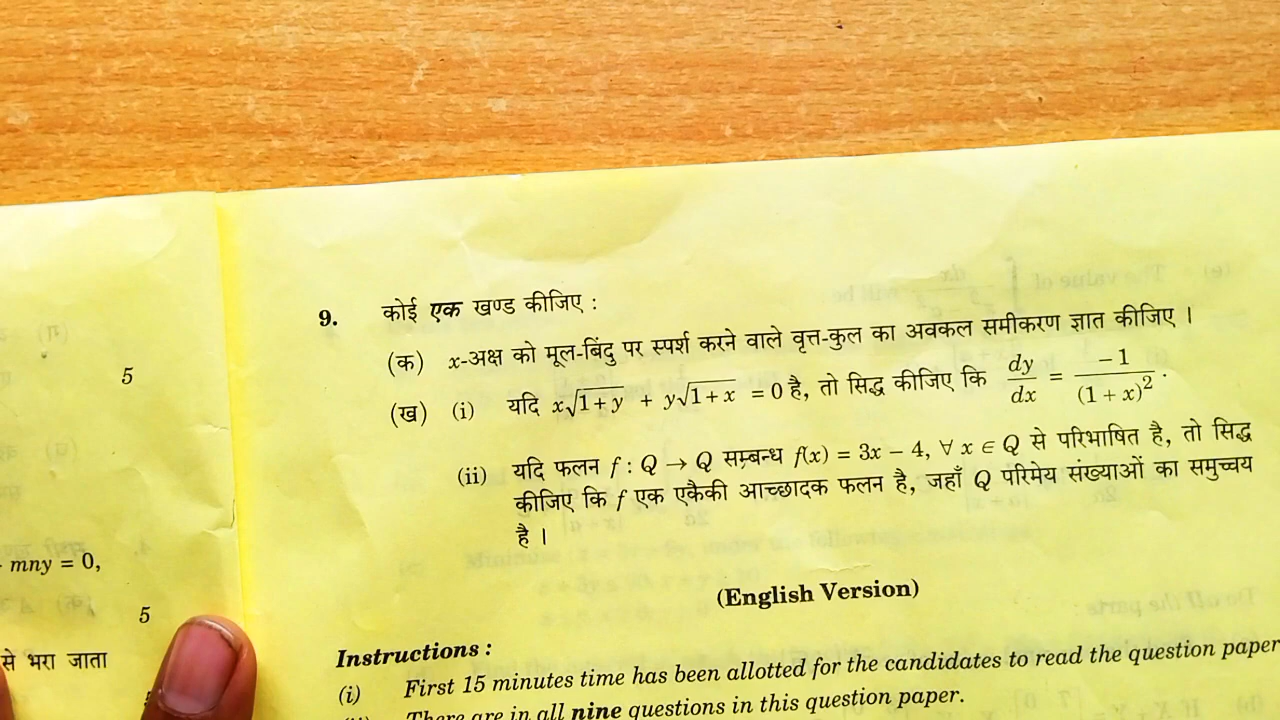 9. कोई एक खण्ड कीजिए :
(क) x-अक्ष को मूल-बिंदु पर स्पर्श करने वाले वृत्त-कुल का अवकल समीकरण ज्ञात कीजिए ।
5
(ख) (i) यदि x√1+y + y√1+x = 0 है, तो सिद्ध कीजिए कि dy/dx = -1/(1+x)² .
(ii) यदि फलन f : Q → Q सम्बन्ध f(x) = 3x – 4, ∀ x ∈ Q से परिभाषित है, तो सिद्ध
कीजिए कि f एक एकैकी आच्छादक फलन है, जहाँ Q परिमेय संख्याओं का समुच्चय
है ।
mny = 0,
5
से भरा जाता
(English Version)
Instructions :
(i) First 15 minutes time has been allotted for the candidates to read the question paper
There are in all nine questions in this question paper.